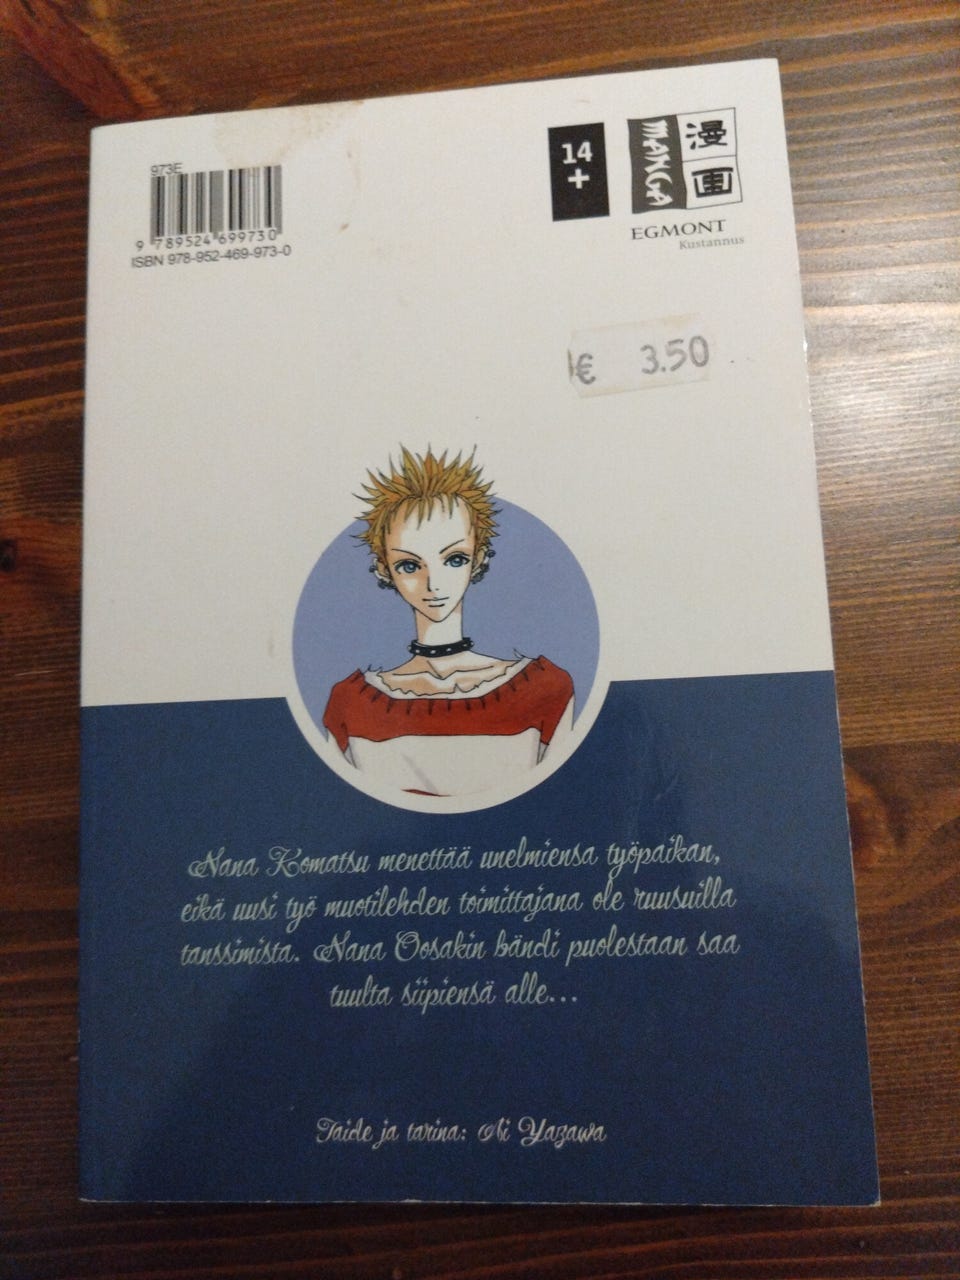 973E
9 789524 699730
ISBN 978-952-469-973-0
14
+
MANGA
漫画
EGMONT
Kustannus
€ 3.50
Nana Komatsu menettää unelmiensa työpaikan,
eikä uusi työ muotilehden toimittajana ole ruusuilla
tanssimista. Nana Oosakin bändi puolestaan saa
tuulta siipiensä alle...
Taide ja tarina: Ai Yazawa